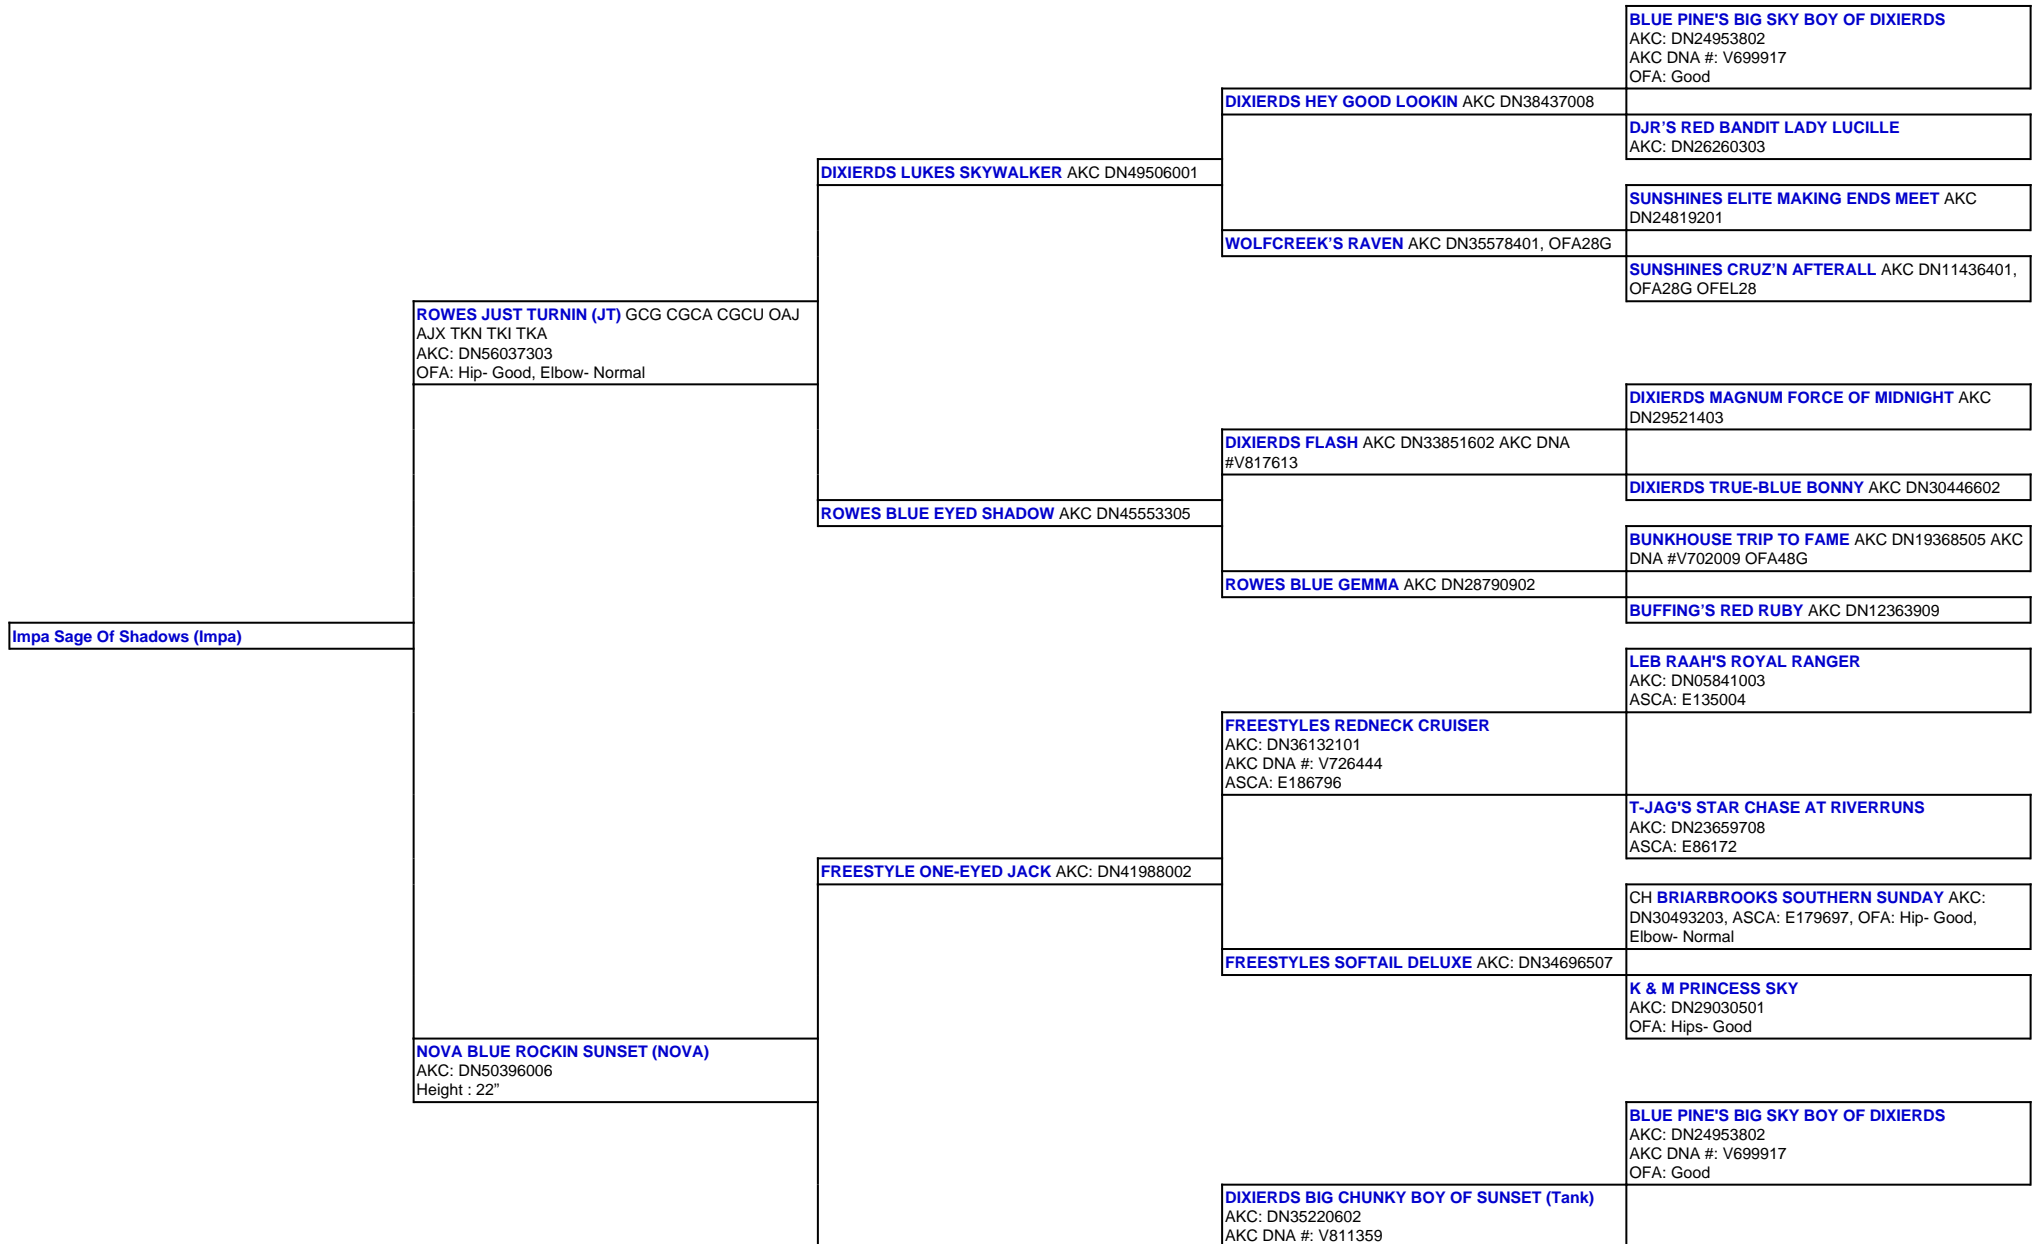 BLUE PINE'S BIG SKY BOY OF DIXIERDS
AKC: DN24953802
AKC DNA #: V699917
OFA: Good
DIXIERDS HEY GOOD LOOKIN AKC DN38437008
DJR'S RED BANDIT LADY LUCILLE
AKC: DN26260303
DIXIERDS LUKES SKYWALKER AKC DN49506001
SUNSHINES ELITE MAKING ENDS MEET AKC
DN24819201
WOLFCREEK’S RAVEN AKC DN35578401, OFA28G
SUNSHINES CRUZ’N AFTERALL AKC DN11436401,
OFA28G OFEL28
ROWES JUST TURNIN (JT) GCG CGCA CGCU OAJ
AJX TKN TKI TKA
AKC: DN56037303
OFA: Hip- Good, Elbow- Normal
DIXIERDS MAGNUM FORCE OF MIDNIGHT AKC
DN29521403
DIXIERDS FLASH AKC DN33851602 AKC DNA
#V817613
DIXIERDS TRUE-BLUE BONNY AKC DN30446602
ROWES BLUE EYED SHADOW AKC DN45553305
BUNKHOUSE TRIP TO FAME AKC DN19368505 AKC
DNA #V702009 OFA48G
ROWES BLUE GEMMA AKC DN28790902
BUFFING’S RED RUBY AKC DN12363909
Impa Sage Of Shadows (Impa)
LEB RAAH'S ROYAL RANGER
AKC: DN05841003
ASCA: E135004
FREESTYLES REDNECK CRUISER
AKC: DN36132101
AKC DNA #: V726444
ASCA: E186796
T-JAG'S STAR CHASE AT RIVERRUNS
AKC: DN23659708
ASCA: E86172
FREESTYLE ONE-EYED JACK AKC: DN41988002
CH BRIARBROOKS SOUTHERN SUNDAY AKC:
DN30493203, ASCA: E179697, OFA: Hip- Good,
Elbow- Normal
FREESTYLES SOFTAIL DELUXE AKC: DN34696507
K & M PRINCESS SKY
AKC: DN29030501
OFA: Hips- Good
NOVA BLUE ROCKIN SUNSET (NOVA)
AKC: DN50396006
Height : 22”
BLUE PINE'S BIG SKY BOY OF DIXIERDS
AKC: DN24953802
AKC DNA #: V699917
OFA: Good
DIXIERDS BIG CHUNKY BOY OF SUNSET (Tank)
AKC: DN35220602
AKC DNA #: V811359